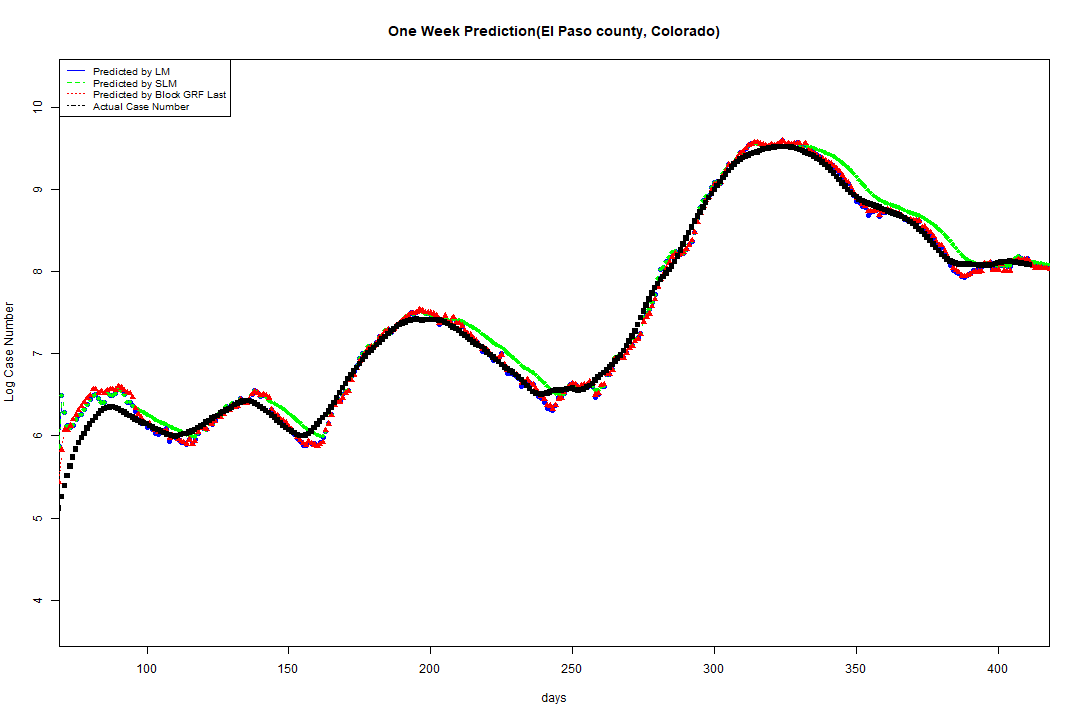 One Week Prediction(El Paso county, Colorado)
Predicted by LM
Predicted by SLM
Predicted by Block GRF Last
Actual Case Number
Log Case Number
10
9
8
7
6
5
4
100 150 200 250 300 350 400
days